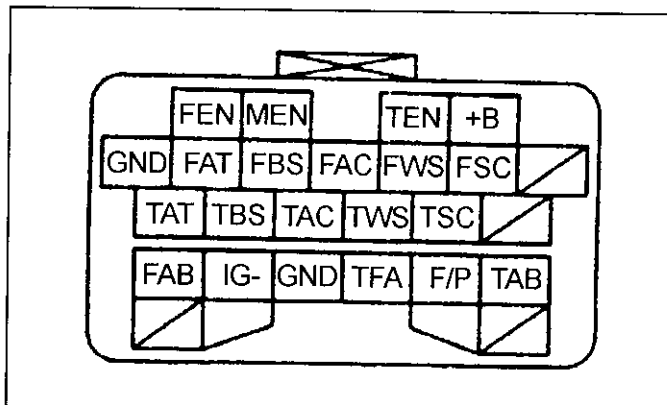 FEN MEN TEN +B
GND FAT FBS FAC FWS FSC
TAT TBS TAC TWS TSC
FAB IG- GND TFA F/P TAB